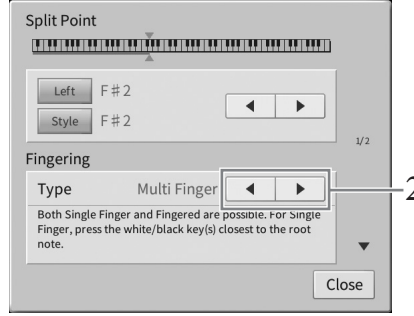 Split Point
Left F♯2
Style F♯2
1/2
Fingering
Type Multi Finger
2
Both Single Finger and Fingered are possible. For Single
Finger, press the white/black key(s) closest to the root
note.
Close